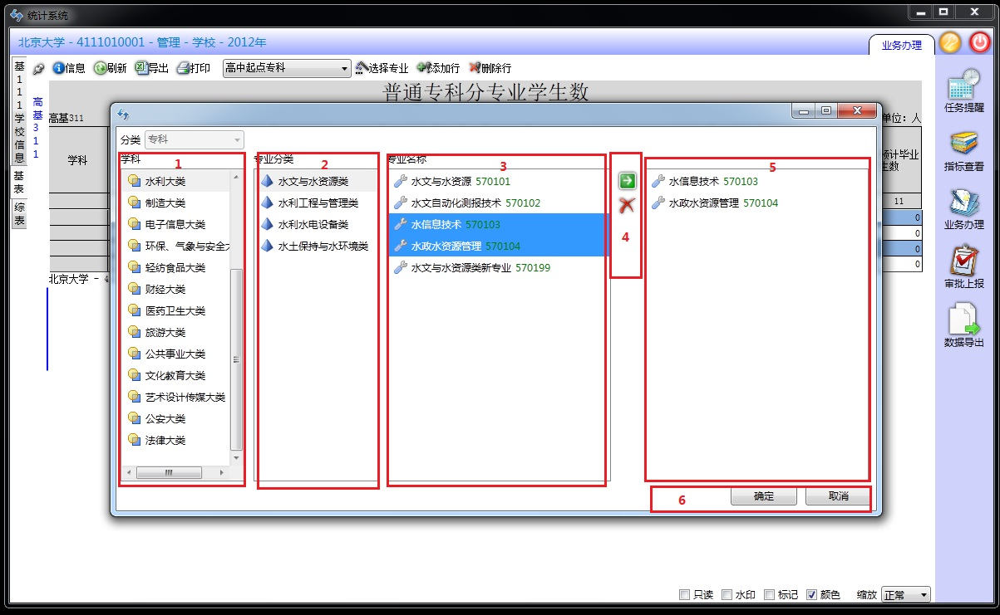 统计系统
北京大学 - 4111010001 - 管理 - 学校 - 2012年
业务办理
信息 刷新 导出 打印 高中起点专科 选择专业 添加行 删除行
基111学校信息
基表
综表
高基311
普通专科分专业学生数
高基311
单位: 人
学科
预计毕业
生数
11
0
0
0
0
北京大学 - 4
分类 专科
学科 1
水利大类
制造大类
电子信息大类
环保、气象与安全大
轻纺食品大类
财经大类
医药卫生大类
旅游大类
公共事业大类
文化教育大类
艺术设计传媒大类
公安大类
法律大类
专业分类 2
水文与水资源类
水利工程与管理类
水利水电设备类
水土保持与水环境类
专业名称 3
水文与水资源 570101
水文自动化测报技术 570102
水信息技术 570103
水政水资源管理 570104
水文与水资源类新专业 570199
4
5
水信息技术 570103
水政水资源管理 570104
6
确定 取消
任务提醒
指标查看
业务办理
审批上报
数据导出
只读 水印 标记 颜色 缩放 正常